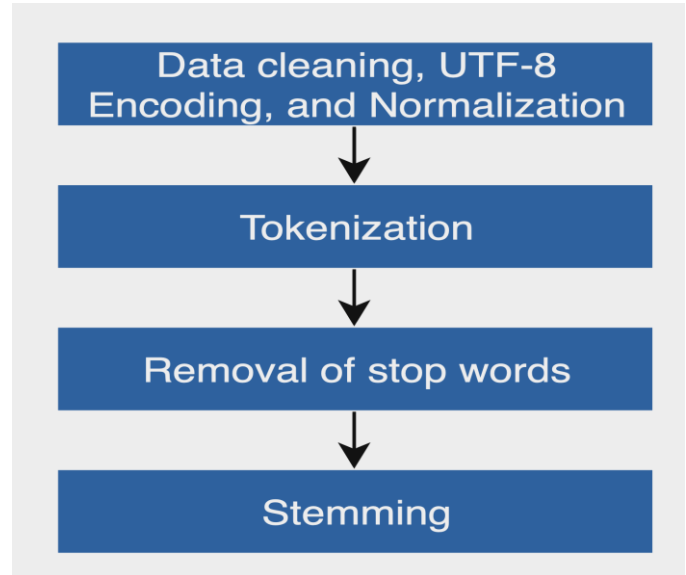 Data cleaning, UTF-8
Encoding, and Normalization
Tokenization
Removal of stop words
Stemming